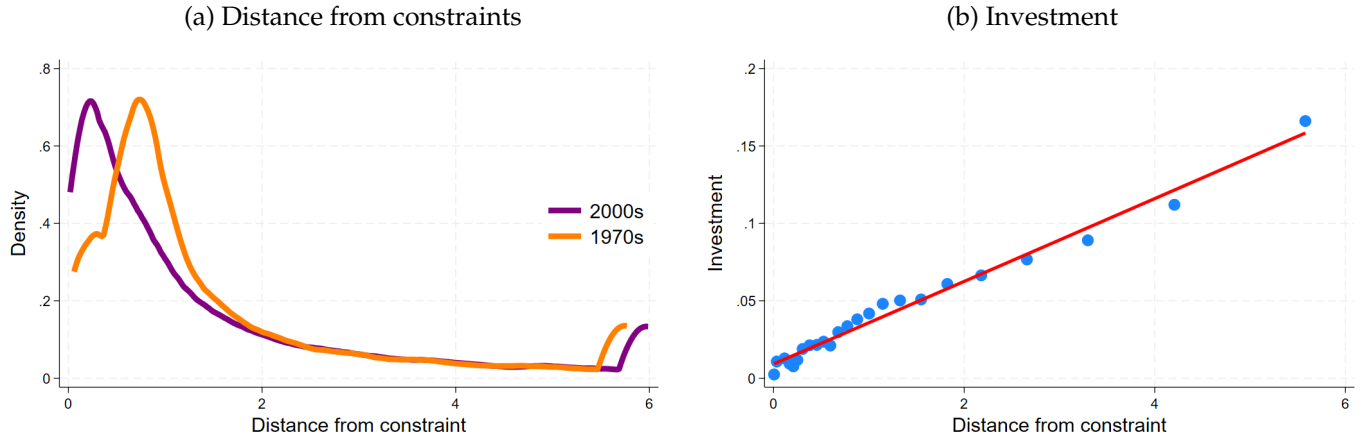 (a) Distance from constraints
.8
.6
.4
.2
0
Density
2000s
1970s
0 2 4 6
Distance from constraint
(b) Investment
.2
.15
.1
.05
0
Investment
0 2 4 6
Distance from constraint